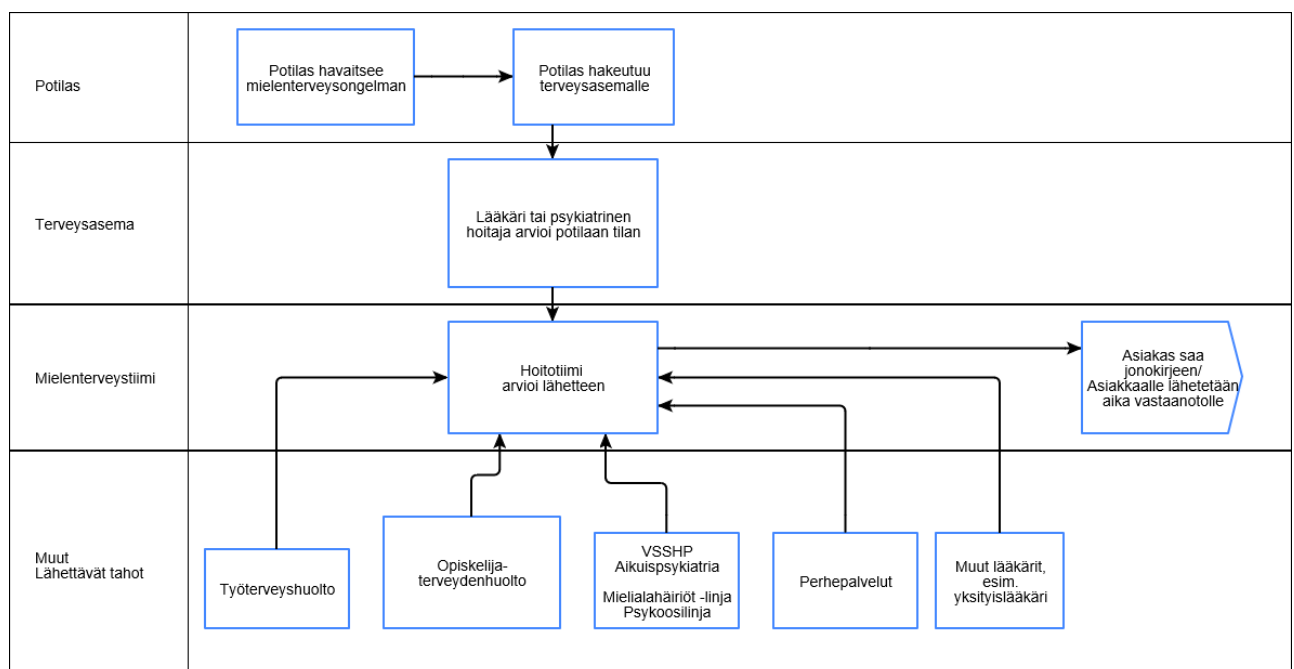 Potilas
Potilas havaitsee
mielenterveysongelman
Potilas hakeutuu
terveysasemalle
Terveysasema
Lääkäri tai psykiatrinen
hoitaja arvioi potilaan tilan
Mielenterveystiimi
Hoitotiimi
arvioi lähetteen
Asiakas saa
jonokirjeen/
Asiakkaalle lähetetään
aika vastaanotolle
Muut
Lähettävät tahot
Työterveyshuolto
Opiskelija-
terveydenhuolto
VSSHP
Aikuispsykiatria
Mielialahäiriöt -linja
Psykoosilinja
Perhepalvelut
Muut lääkärit,
esim.
yksityislääkäri